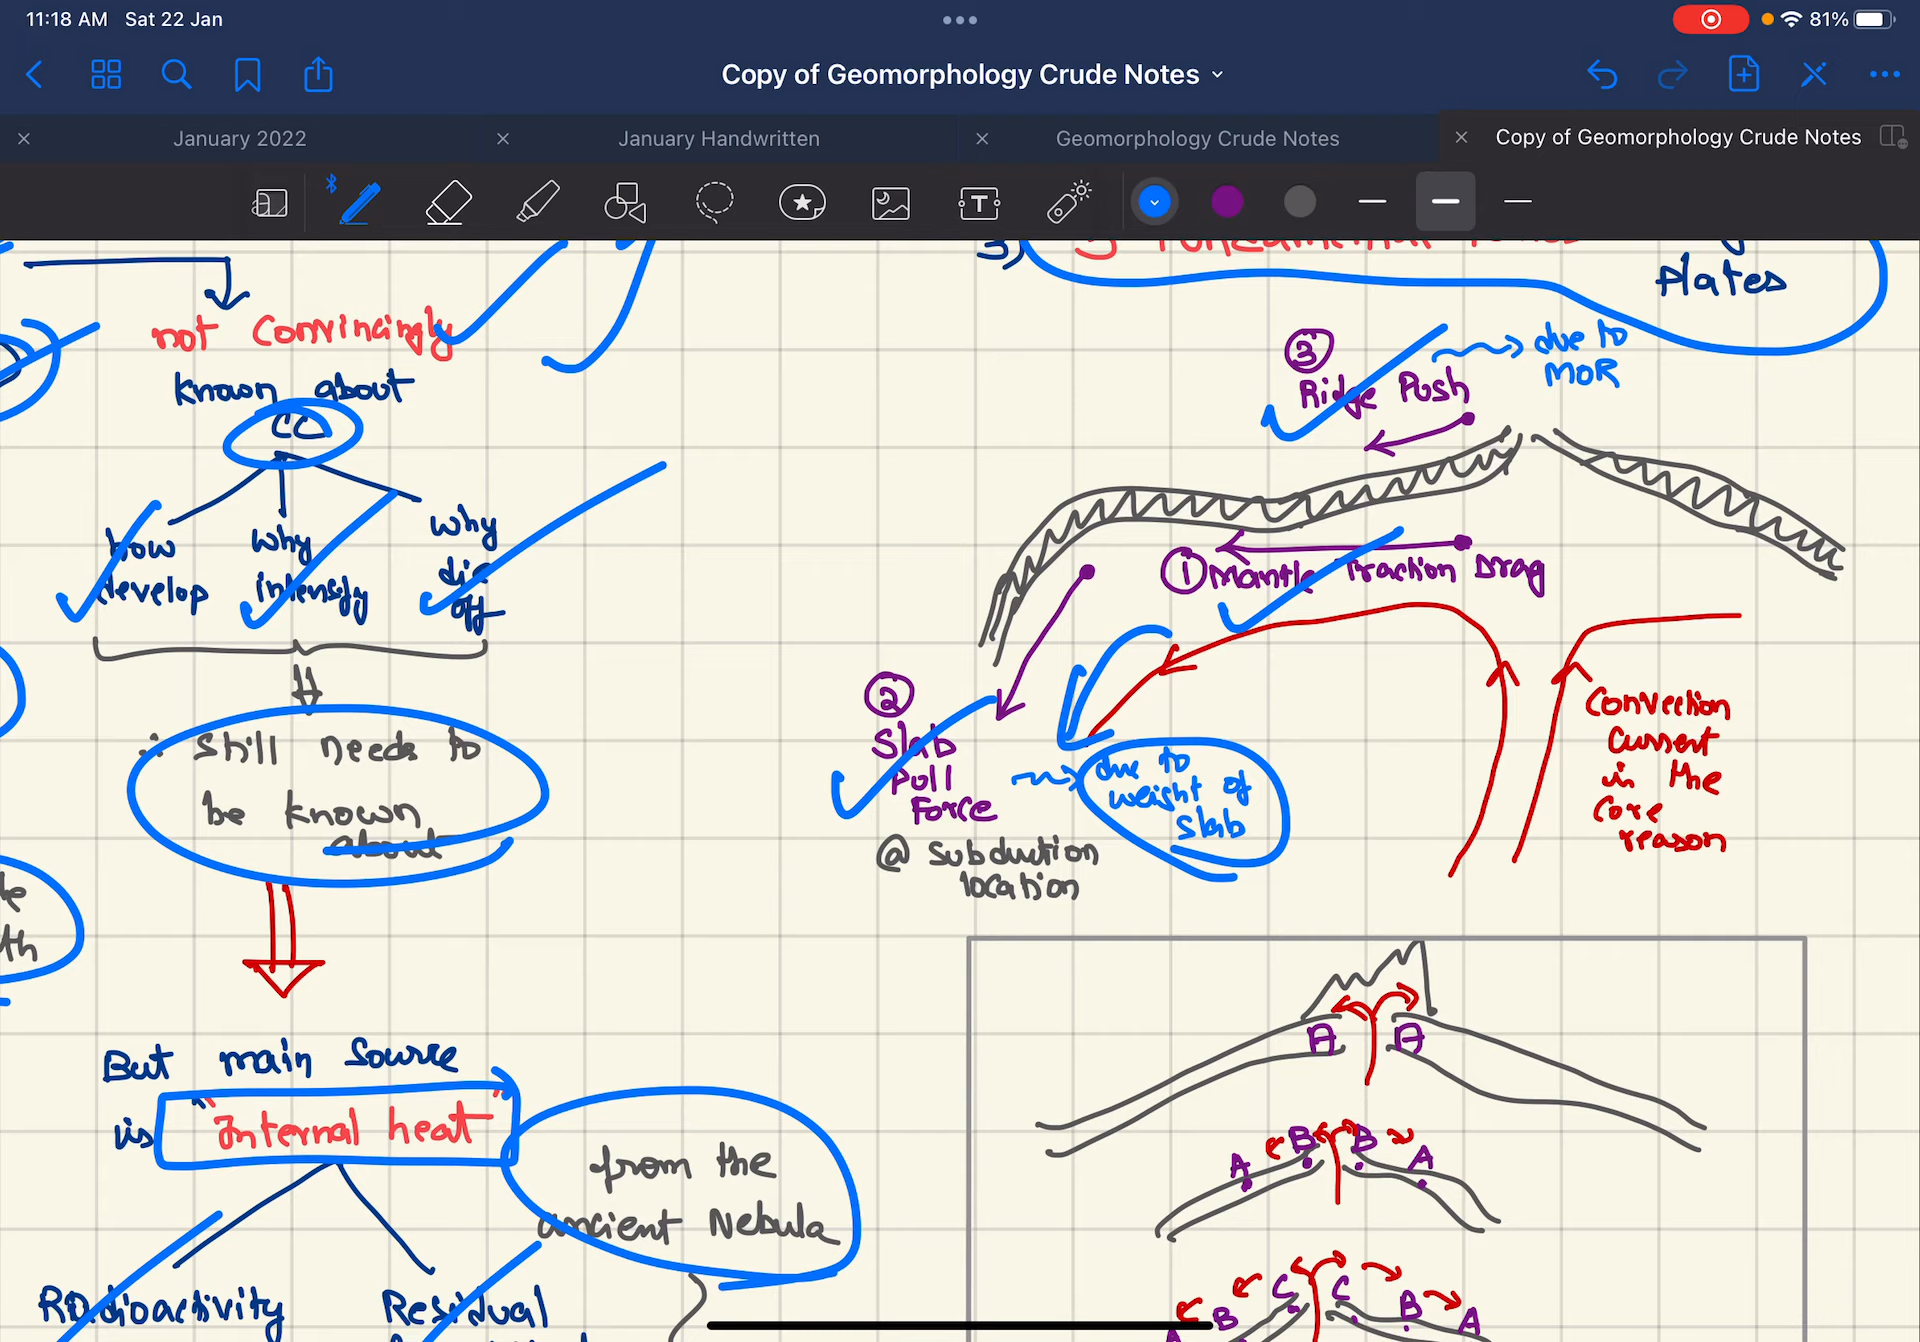 11:18 AM Sat 22 Jan
81%
Copy of Geomorphology Crude Notes
January 2022
January Handwritten
Geomorphology Crude Notes
Copy of Geomorphology Crude Notes
T
not Convincingly
known about
CC
how develop
why intensify
why die off
∴ Still needs to
be known
about
But main source
is "Internal heat"
from the
ancient Nebula
Radioactivity
Residual
3)
Plates
③
Ridge Push
due to
MOR
① Mantle Traction Drag
②
Slab
Pull
Force
@ Subduction
location
due to
weight of
slab
Convection
Current
in the
Core
reason
A A
A B B A
B C C B A